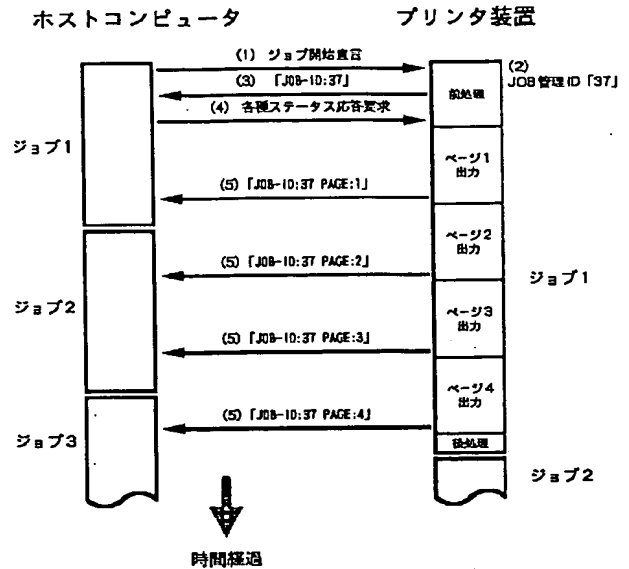 ホストコンピュータ
プリンタ装置
(1) ジョブ開始宣言
(2)
JOB管理ID「37」
(3) 「JOB-ID:37」
前処理
(4) 各種ステータス応答要求
ジョブ1
ページ1
出力
(5)「JOB-ID:37 PAGE:1」
ページ2
出力
(5)「JOB-ID:37 PAGE:2」
ジョブ1
ジョブ2
ページ3
出力
(5)「JOB-ID:37 PAGE:3」
ページ4
出力
(5)「JOB-ID:37 PAGE:4」
後処理
ジョブ3
ジョブ2
時間経過